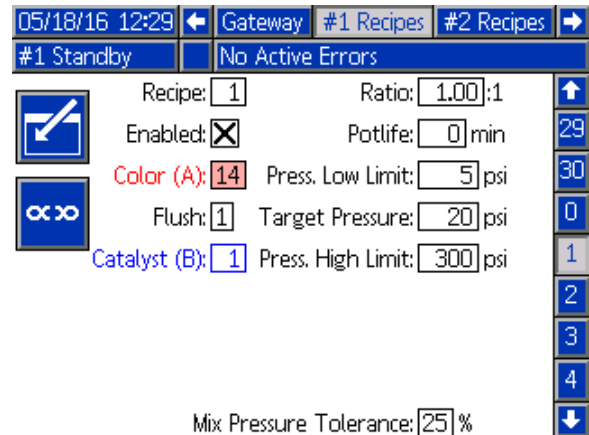 05/18/16 12:29 Gateway #1 Recipes #2 Recipes
#1 Standby No Active Errors
Recipe: 1 Ratio: 1.00 :1
Enabled: X Potlife: 0 min 29
Color (A): 14 Press. Low Limit: 5 psi 30
Flush: 1 Target Pressure: 20 psi 0
Catalyst (B): 1 Press. High Limit: 300 psi 1
2
3
4
Mix Pressure Tolerance: 25 %